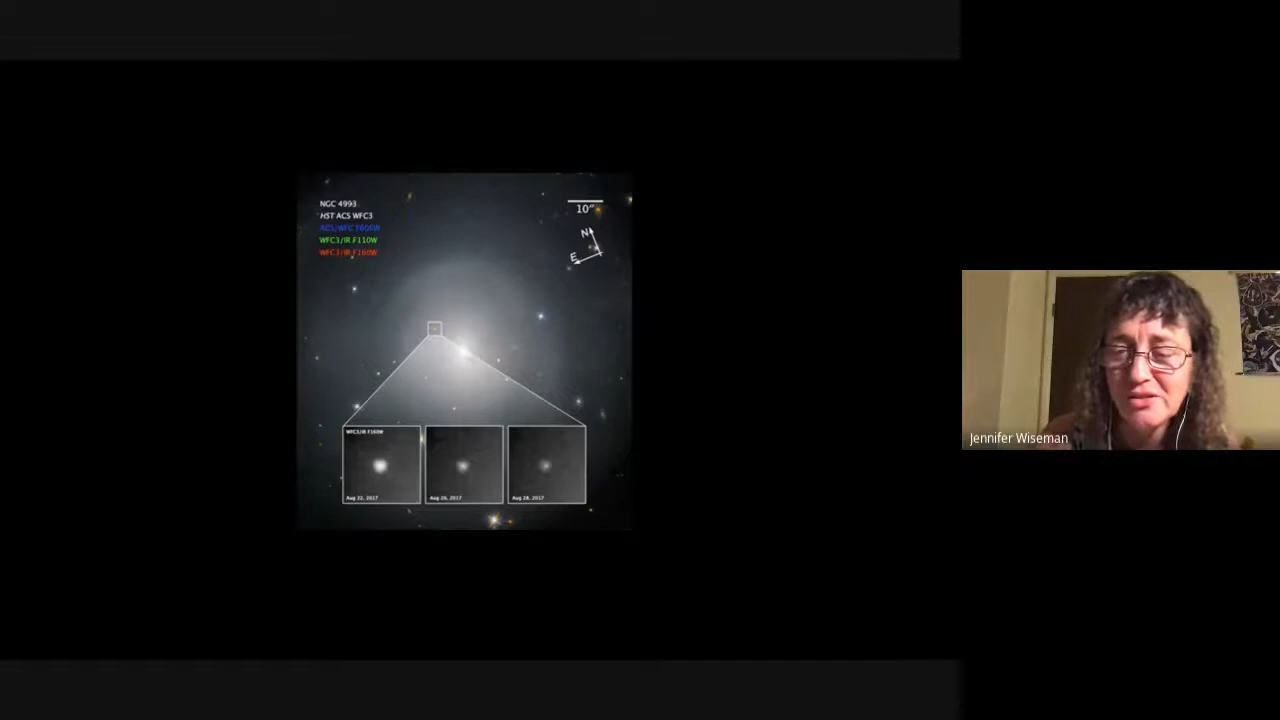 NGC 4993
HST ACS WFC3
ACS/WFC F606W
WFC3/IR F110W
WFC3/IR F160W
10"
N
E
WFC3/IR F160W
Aug 22, 2017
Aug 26, 2017
Aug 28, 2017
Jennifer Wiseman